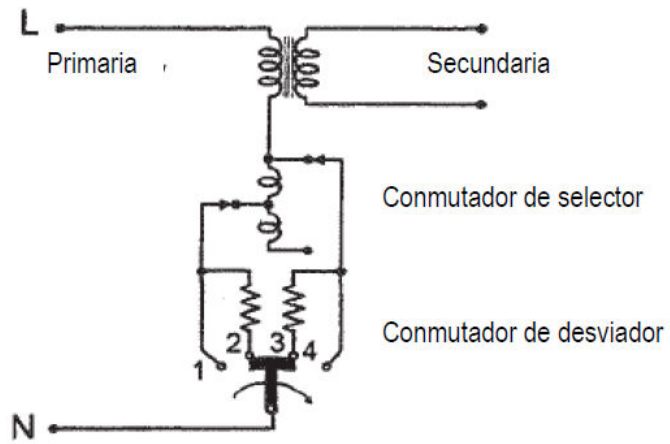 L
Primaria
Secundaria
Conmutador de selector
Conmutador de desviador
2 3 4
1
N